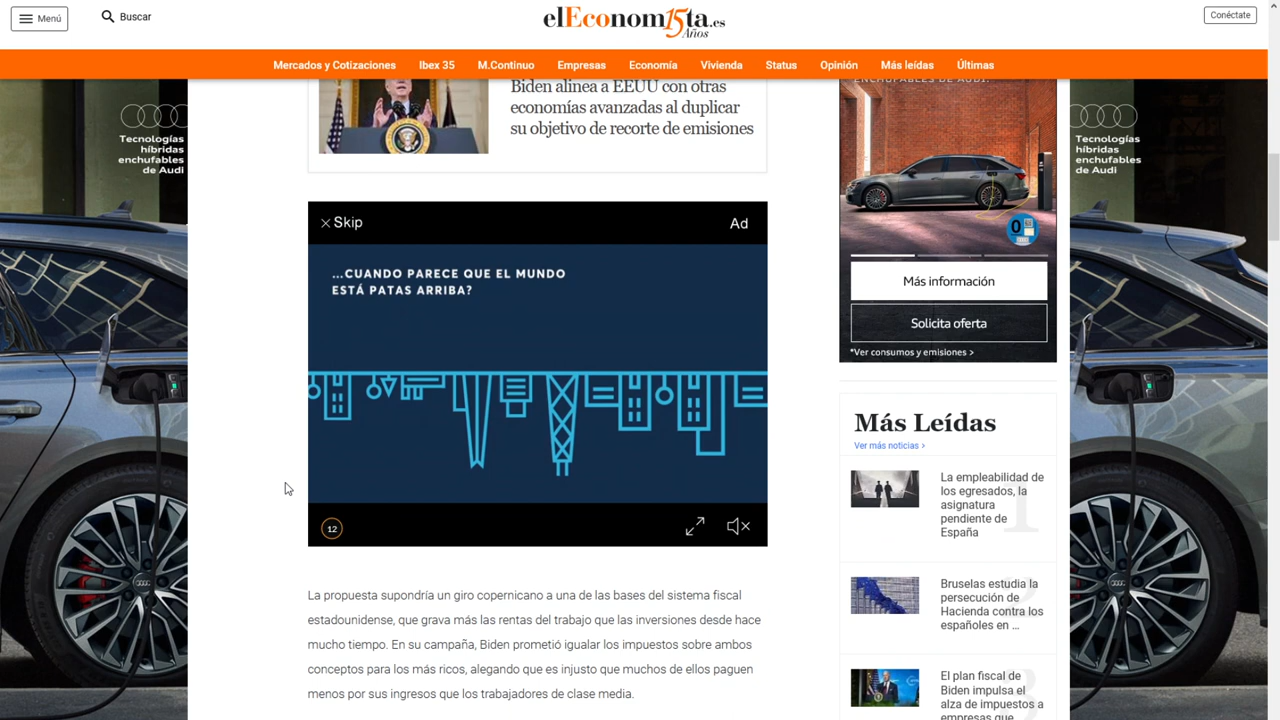 Menú
Buscar
elEconom15ta.es
Años
Conéctate
Mercados y Cotizaciones Ibex 35 M.Continuo Empresas Economía Vivienda Status Opinión Más leídas Últimas
Biden alinea a EEUU con otras
economías avanzadas al duplicar
su objetivo de recorte de emisiones
Skip
Ad
...CUANDO PARECE QUE EL MUNDO
ESTÁ PATAS ARRIBA?
12
La propuesta supondría un giro copernicano a una de las bases del sistema fiscal
estadounidense, que grava más las rentas del trabajo que las inversiones desde hace
mucho tiempo. En su campaña, Biden prometió igualar los impuestos sobre ambos
conceptos para los más ricos, alegando que es injusto que muchos de ellos paguen
menos por sus ingresos que los trabajadores de clase media.
Tecnologías
híbridas
enchufables
de Audi
ENCHUFABLES DE AUDI.
0
Más información
Solicita oferta
*Ver consumos y emisiones >
Más Leídas
Ver más noticias >
1
La empleabilidad de
los egresados, la
asignatura
pendiente de
España
2
Bruselas estudia la
persecución de
Hacienda contra los
españoles en ...
3
El plan fiscal de
Biden impulsa el
alza de impuestos a
empresas que
Tecnologías
híbridas
enchufables
de Audi